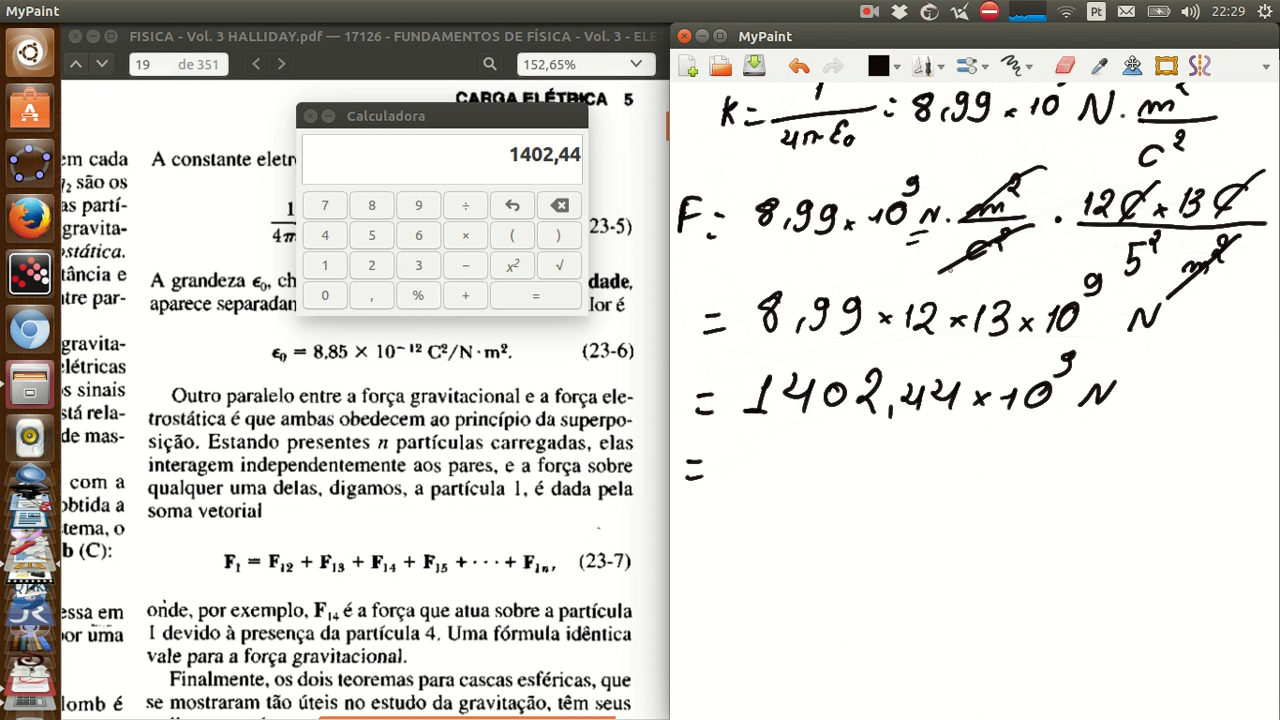 MyPaint
Pt
22:29
FISICA - Vol. 3 HALLIDAY.pdf — 17126 - FUNDAMENTOS DE FÍSICA - Vol. 3 - ELE
MyPaint
19 de 351
152,65%
CARGA ELÉTRICA 5
em cada
são os
as partí-
gravita-
ostática.
tância e
ntre par-
gravita-
elétricas
s sinais
stá rela-
de mas-
com a
obtida a
tema, o
b (C):
essa em
por uma
lomb é
A constante eletro
1
(23-5)
A grandeza ϵ₀, ch
dade,
aparece separadan
lor é
ϵ₀ = 8,85 × 10⁻¹² C²/N·m². (23-6)
Outro paralelo entre a força gravitacional e a força ele-
trostática é que ambas obedecem ao princípio da superpo-
sição. Estando presentes n partículas carregadas, elas
interagem independentemente aos pares, e a força sobre
qualquer uma delas, digamos, a partícula 1, é dada pela
soma vetorial
F₁ = F₁₂ + F₁₃ + F₁₄ + F₁₅ + · · · + F₁ₙ, (23-7)
onde, por exemplo, F₁₄ é a força que atua sobre a partícula
1 devido à presença da partícula 4. Uma fórmula idêntica
vale para a força gravitacional.
Finalmente, os dois teoremas para cascas esféricas, que
se mostraram tão úteis no estudo da gravitação, têm seus
Calculadora
1402,44
7 8 9 ÷
4 5 6 × ( )
1 2 3 − x² √
0 , % + =
K = 1/4πε₀ = 8,99 × 10⁹ N · m²/C²
F = 8,99 × 10⁹ N · m²/C² · 12C × 13C/5² m²
= 8,99 × 12 × 13 × 10⁹ N
= 1402,44 × 10⁹ N
=